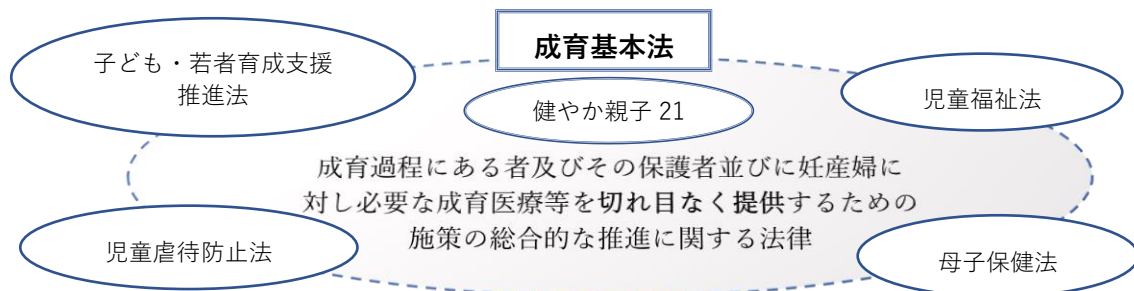 成育基本法
子ども・若者育成支援
推進法
健やか親子 21
児童福祉法
成育過程にある者及びその保護者並びに妊産婦に
対し必要な成育医療等を切れ目なく提供するための
施策の総合的な推進に関する法律
児童虐待防止法
母子保健法